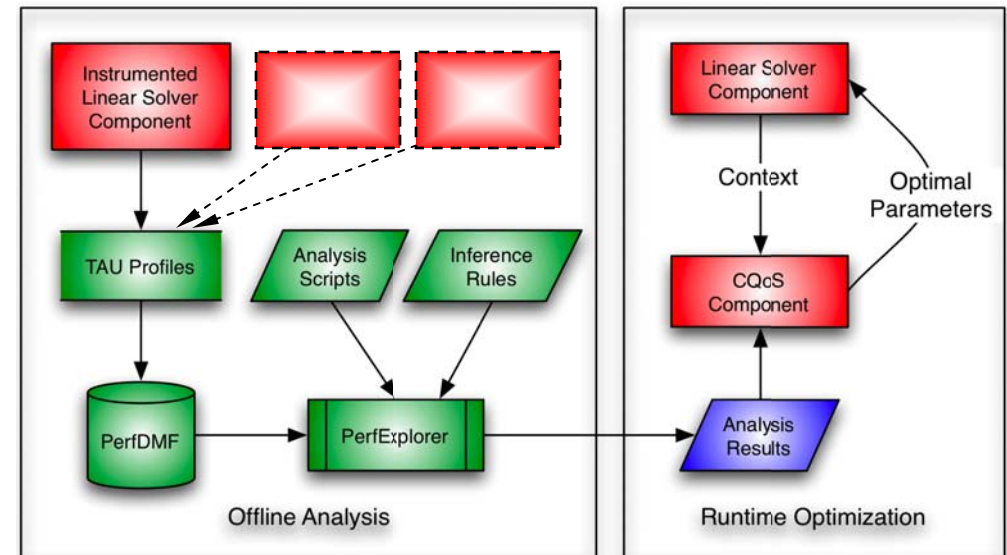 Instrumented
Linear Solver
Component
TAU Profiles
Analysis
Scripts
Inference
Rules
PerfDMF
PerfExplorer
Offline Analysis
Linear Solver
Component
Context
Optimal
Parameters
CQoS
Component
Analysis
Results
Runtime Optimization